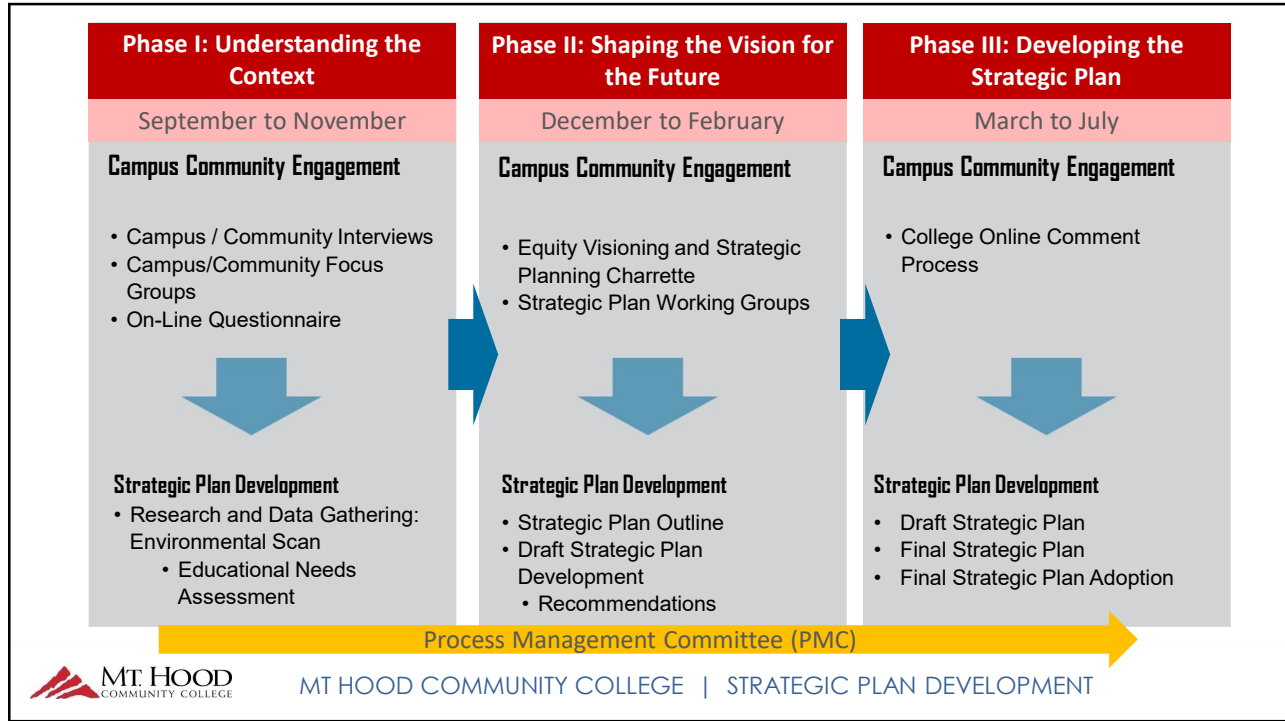 Phase I: Understanding the
Context
September to November
Campus Community Engagement
• Campus / Community Interviews
• Campus/Community Focus
Groups
• On-Line Questionnaire
Strategic Plan Development
• Research and Data Gathering:
Environmental Scan
• Educational Needs
Assessment
Phase II: Shaping the Vision for
the Future
December to February
Campus Community Engagement
• Equity Visioning and Strategic
Planning Charrette
• Strategic Plan Working Groups
Strategic Plan Development
• Strategic Plan Outline
• Draft Strategic Plan
Development
• Recommendations
Phase III: Developing the
Strategic Plan
March to July
Campus Community Engagement
• College Online Comment
Process
Strategic Plan Development
• Draft Strategic Plan
• Final Strategic Plan
• Final Strategic Plan Adoption
Process Management Committee (PMC)
MT. HOOD
COMMUNITY COLLEGE
MT HOOD COMMUNITY COLLEGE | STRATEGIC PLAN DEVELOPMENT